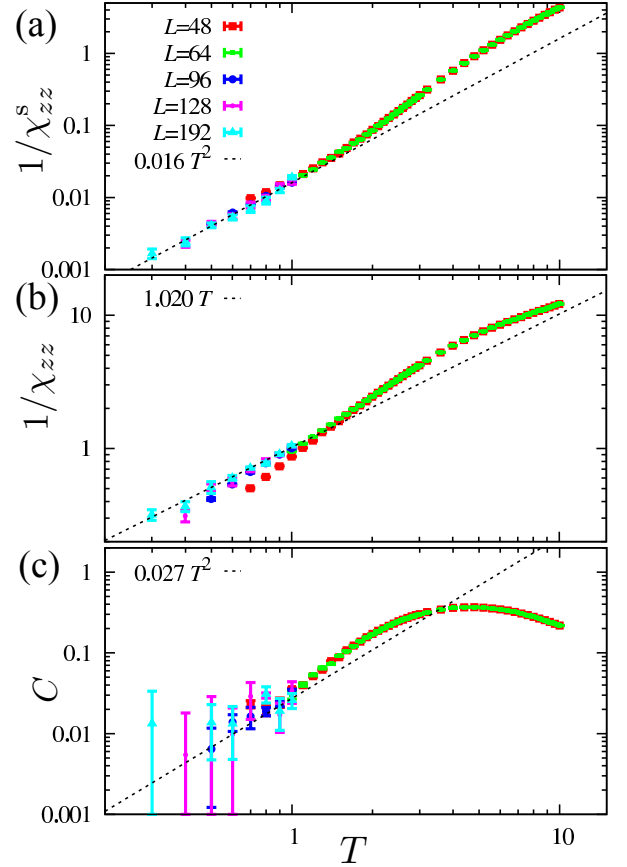 (a)
1/χ^s_zz
1
0.1
0.01
0.001
L=48
L=64
L=96
L=128
L=192
0.016 T^2
(b)
1/χ_zz
10
1
1.020 T
(c)
C
1
0.1
0.01
0.001
0.027 T^2
1
10
T